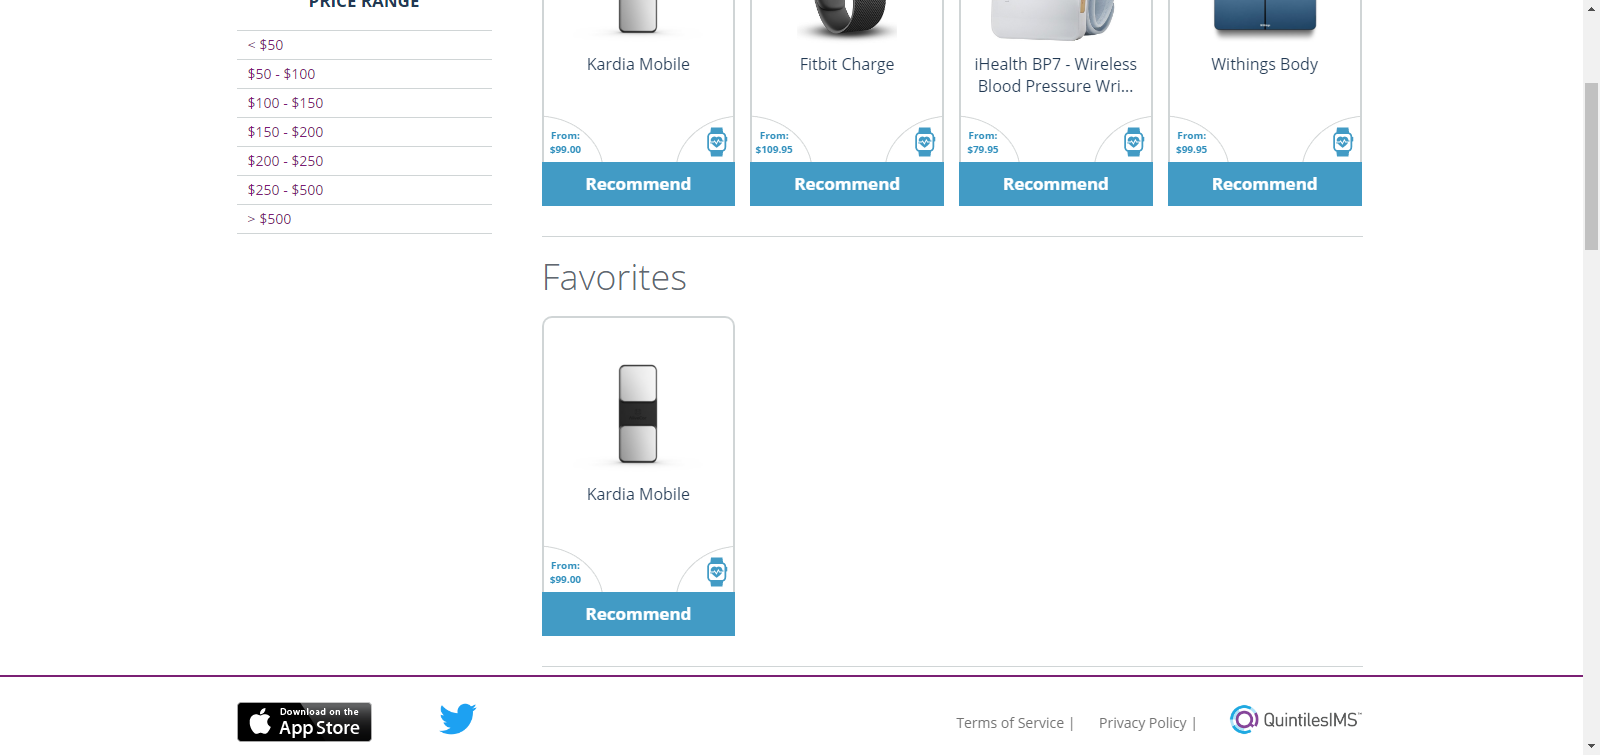 PRICE RANGE
< $50
$50 - $100
$100 - $150
$150 - $200
$200 - $250
$250 - $500
> $500
Kardia Mobile
From:
$99.00
Recommend
Fitbit Charge
From:
$109.95
Recommend
iHealth BP7 - Wireless
Blood Pressure Wri...
From:
$79.95
Recommend
Withings Body
From:
$99.95
Recommend
Favorites
Kardia Mobile
From:
$99.00
Recommend
Download on the
App Store
Terms of Service |
Privacy Policy |
QuintilesIMS™